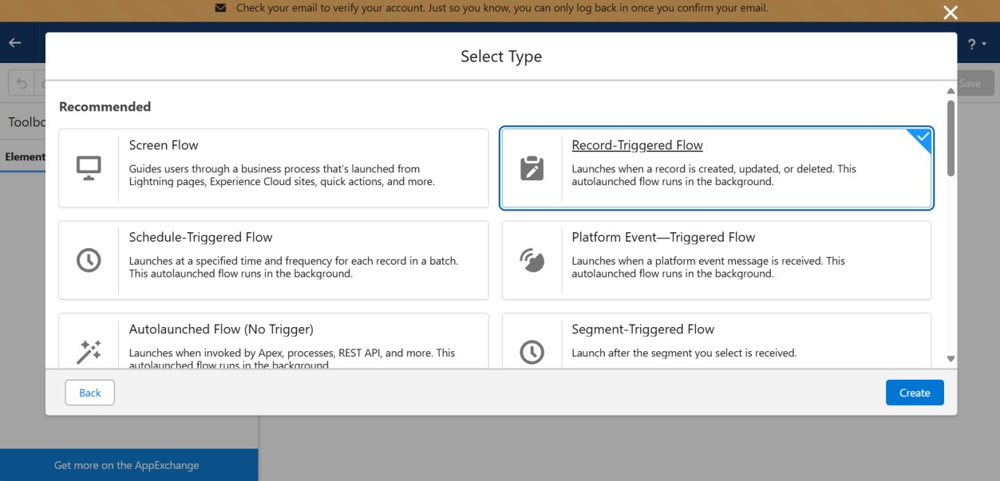 Check your email to verify your account. Just so you know, you can only log back in once you confirm your email.
Select Type
?
Save
Recommended
Toolbo
Element
Screen Flow
Guides users through a business process that's launched from
Lightning pages, Experience Cloud sites, quick actions, and more.
Record-Triggered Flow
Launches when a record is created, updated, or deleted. This
autolaunched flow runs in the background.
Schedule-Triggered Flow
Launches at a specified time and frequency for each record in a batch.
This autolaunched flow runs in the background.
Platform Event—Triggered Flow
Launches when a platform event message is received. This
autolaunched flow runs in the background.
Autolaunched Flow (No Trigger)
Launches when invoked by Apex, processes, REST API, and more. This
autolaunched flow runs in the background.
Segment-Triggered Flow
Launch after the segment you select is received.
Back
Create
Get more on the AppExchange